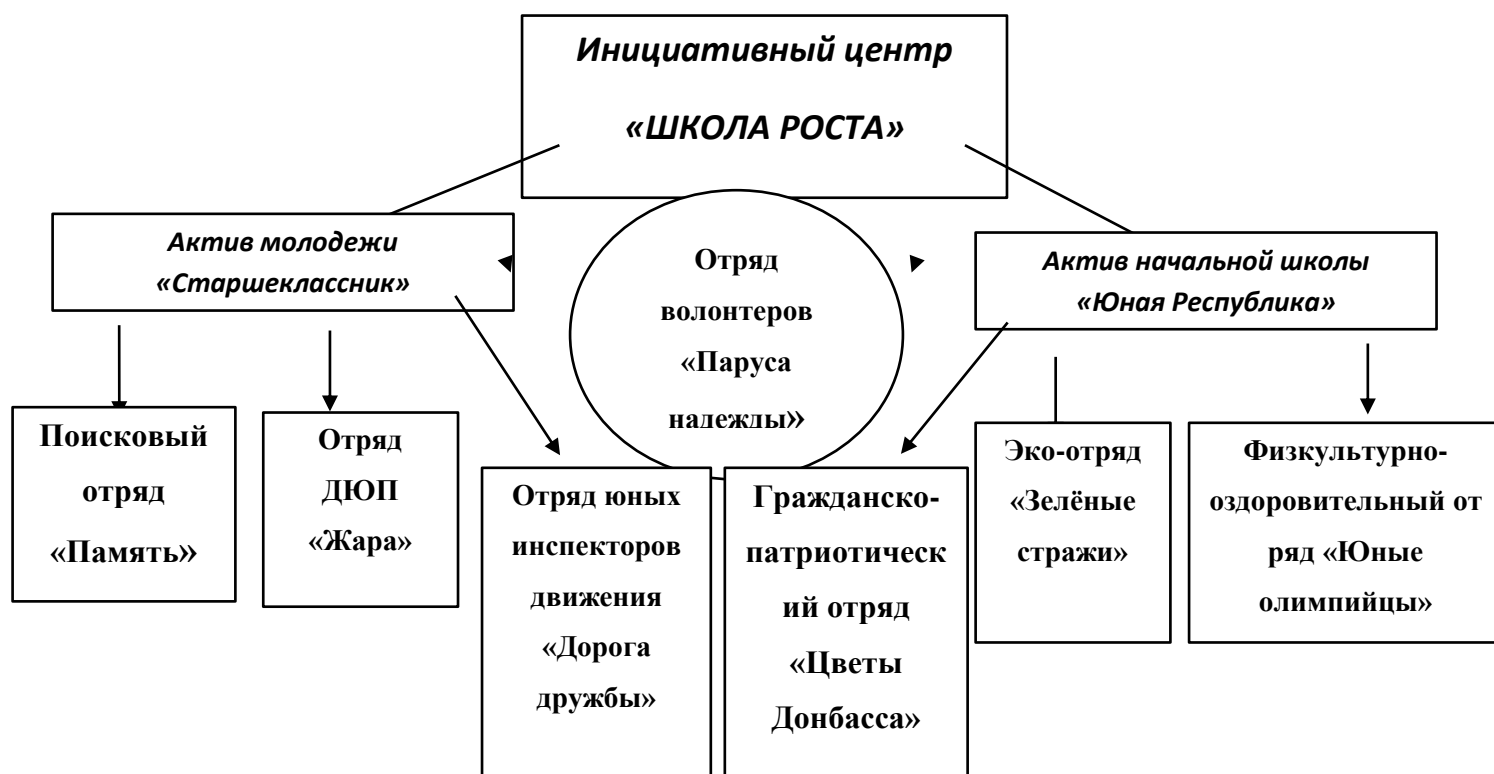 Инициативный центр
«ШКОЛА РОСТА»
Актив молодежи
«Старшеклассник»
Отряд
волонтеров
«Паруса
надежды»
Актив начальной школы
«Юная Республика»
Поисковый
отряд
«Память»
Отряд
ДЮП
«Жара»
Отряд юных
инспекторов
движения
«Дорога
дружбы»
Гражданско-
патриотическ
ий отряд
«Цветы
Донбасса»
Эко-отряд
«Зелёные
стражи»
Физкультурно-
оздоровительный от
ряд «Юные
олимпийцы»